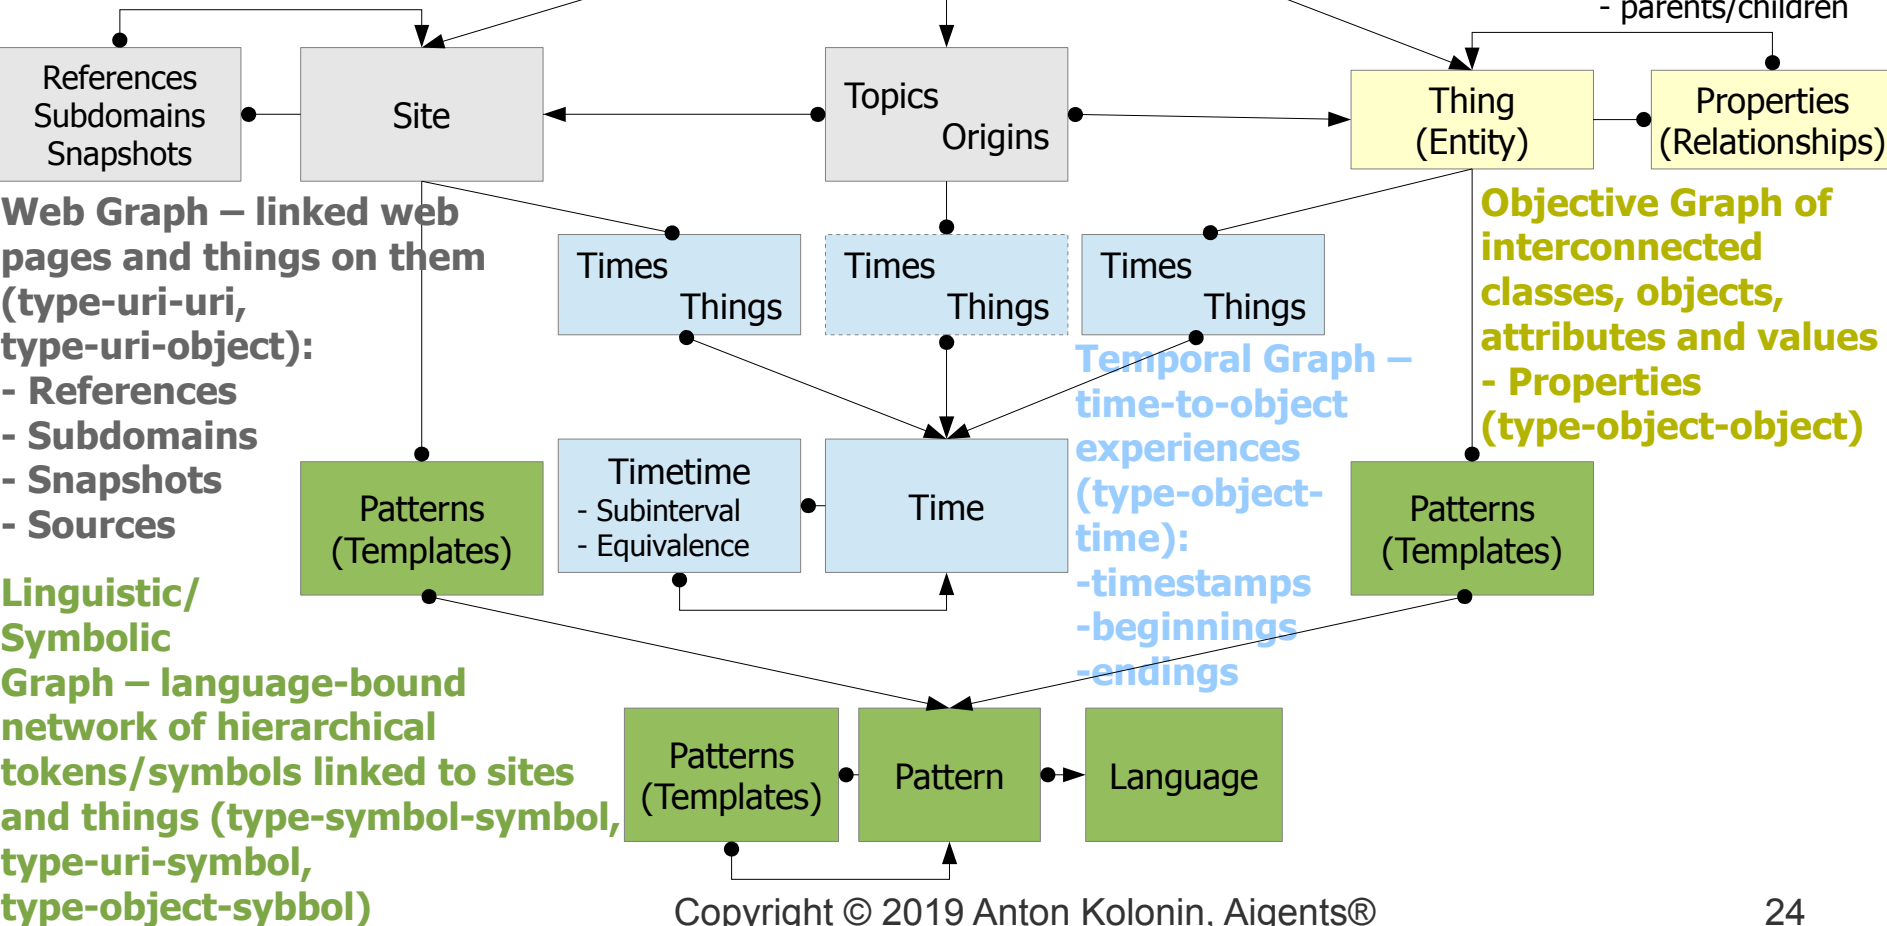 - parents/children
References
Subdomains
Snapshots
Site
Topics
Origins
Thing
(Entity)
Properties
(Relationships)
Web Graph – linked web
pages and things on them
(type-uri-uri,
type-uri-object):
- References
- Subdomains
- Snapshots
- Sources
Times
Things
Times
Things
Times
Things
Objective Graph of
interconnected
classes, objects,
attributes and values
- Properties
(type-object-object)
Temporal Graph –
time-to-object
experiences
(type-object-
time):
-timestamps
-beginnings
-endings
Patterns
(Templates)
Timetime
- Subinterval
- Equivalence
Time
Patterns
(Templates)
Linguistic/
Symbolic
Graph – language-bound
network of hierarchical
tokens/symbols linked to sites
and things (type-symbol-symbol,
type-uri-symbol,
type-object-sybbol)
Patterns
(Templates)
Pattern
Language
Copyright © 2019 Anton Kolonin, Aigents®
24